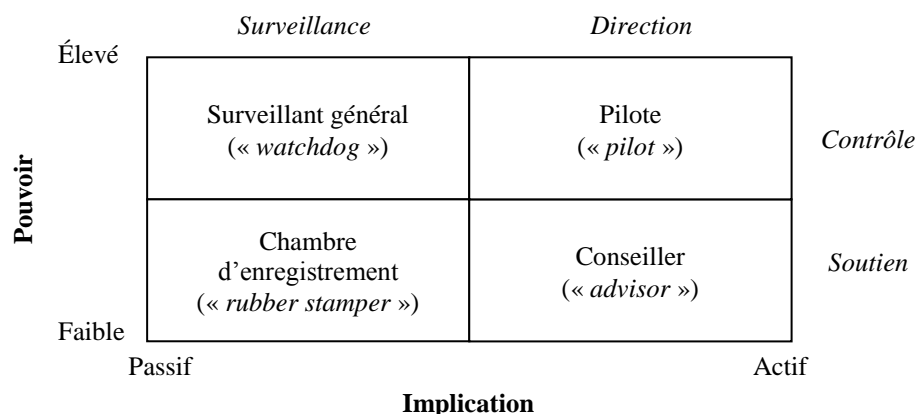 Surveillance Direction
Élevé
Surveillant général
(« watchdog »)
Pilote
(« pilot »)
Contrôle
Pouvoir
Chambre
d’enregistrement
(« rubber stamper »)
Conseiller
(« advisor »)
Soutien
Faible
Passif Actif
Implication